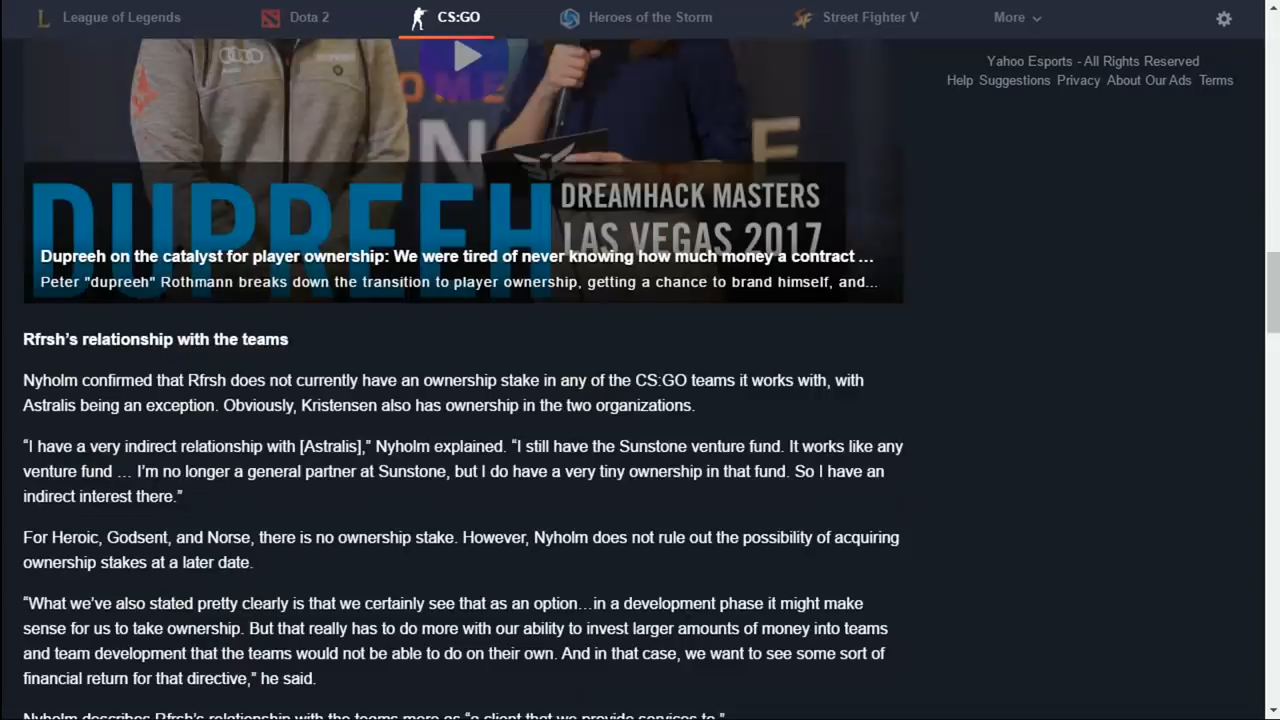 League of Legends
Dota 2
CS:GO
Heroes of the Storm
Street Fighter V
More
Yahoo Esports - All Rights Reserved
Help Suggestions Privacy About Our Ads Terms
Audi
OME
N
E
DUPREEH
DREAMHACK MASTERS
LAS VEGAS 2017
Dupreeh on the catalyst for player ownership: We were tired of never knowing how much money a contract ...
Peter "dupreeh" Rothmann breaks down the transition to player ownership, getting a chance to brand himself, and...
Rfrsh’s relationship with the teams
Nyholm confirmed that Rfrsh does not currently have an ownership stake in any of the CS:GO teams it works with, with
Astralis being an exception. Obviously, Kristensen also has ownership in the two organizations.
“I have a very indirect relationship with [Astralis],” Nyholm explained. “I still have the Sunstone venture fund. It works like any
venture fund … I’m no longer a general partner at Sunstone, but I do have a very tiny ownership in that fund. So I have an
indirect interest there.”
For Heroic, Godsent, and Norse, there is no ownership stake. However, Nyholm does not rule out the possibility of acquiring
ownership stakes at a later date.
“What we’ve also stated pretty clearly is that we certainly see that as an option…in a development phase it might make
sense for us to take ownership. But that really has to do more with our ability to invest larger amounts of money into teams
and team development that the teams would not be able to do on their own. And in that case, we want to see some sort of
financial return for that directive,” he said.
Nyholm describes Rfrsh’s relationship with the teams more as “a client that we provide services to.”